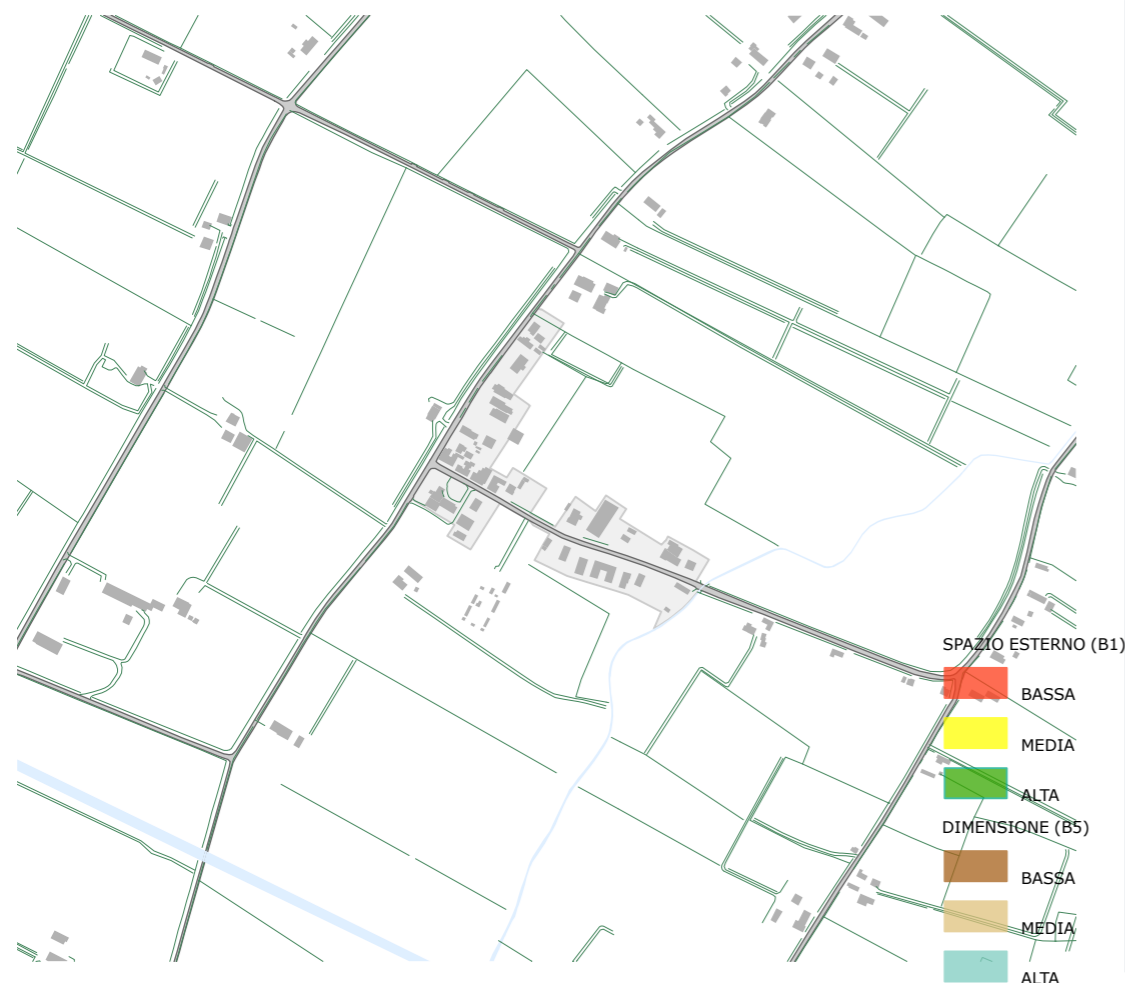 SPAZIO ESTERNO (B1)
BASSA
MEDIA
ALTA
DIMENSIONE (B5)
BASSA
MEDIA
ALTA